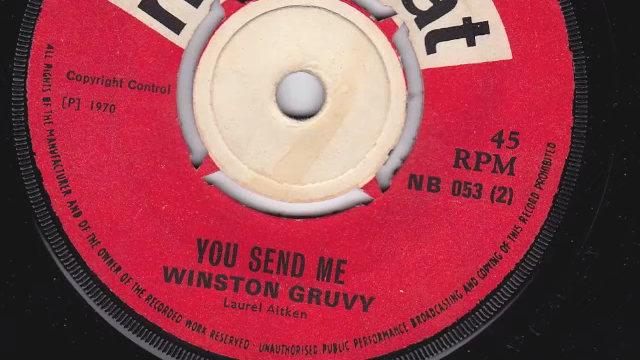 Copyright Control
[P] 1970
45
RPM
NB 053 (2)
YOU SEND ME
WINSTON GRUVY
Laurel Aitken
ALL RIGHTS OF THE MANUFACTURER AND OF THE OWNER OF THE RECORDED WORK RESERVED · UNAUTHORISED PUBLIC PERFORMANCE BROADCASTING AND COPYING OF THIS RECORD PROHIBITED